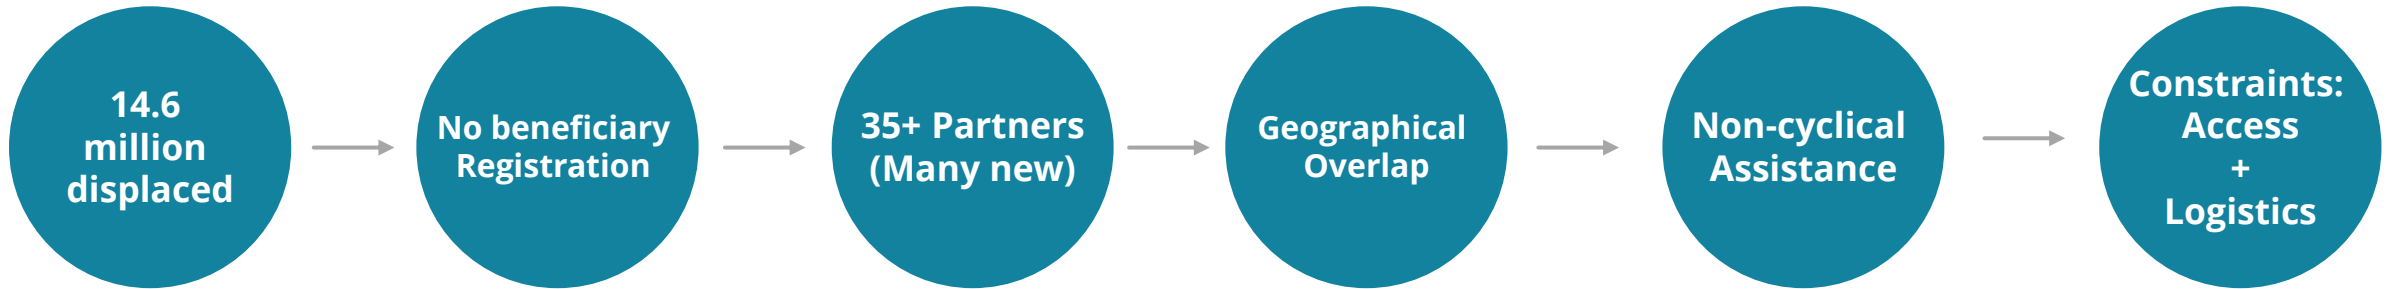 14.6
million
displaced
No beneficiary
Registration
35+ Partners
(Many new)
Geographical
Overlap
Non-cyclical
Assistance
Constraints:
Access
+
Logistics